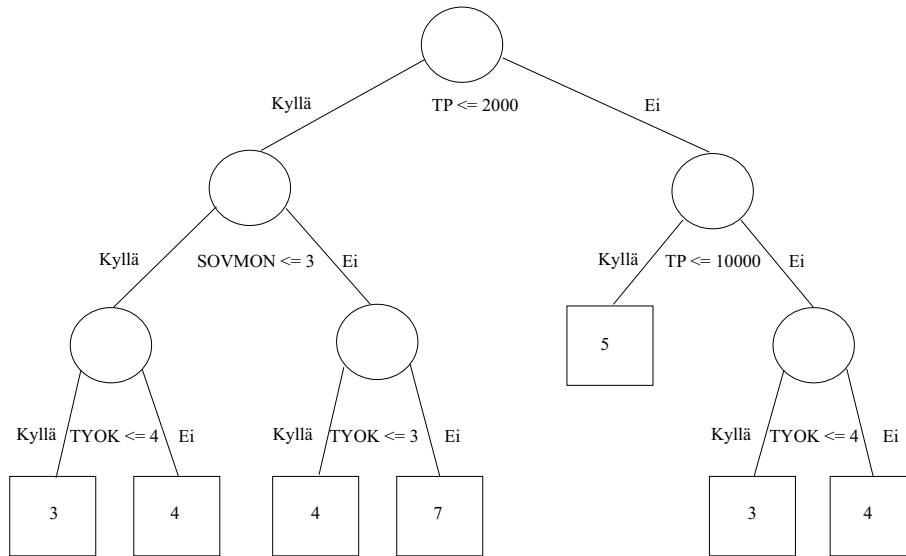 Kyllä
TP <= 2000
Ei
Kyllä
SOVMON <= 3
Ei
Kyllä
TP <= 10000
Ei
5
Kyllä
TYOK <= 4
Ei
Kyllä
TYOK <= 3
Ei
Kyllä
TYOK <= 4
Ei
3
4
4
7
3
4